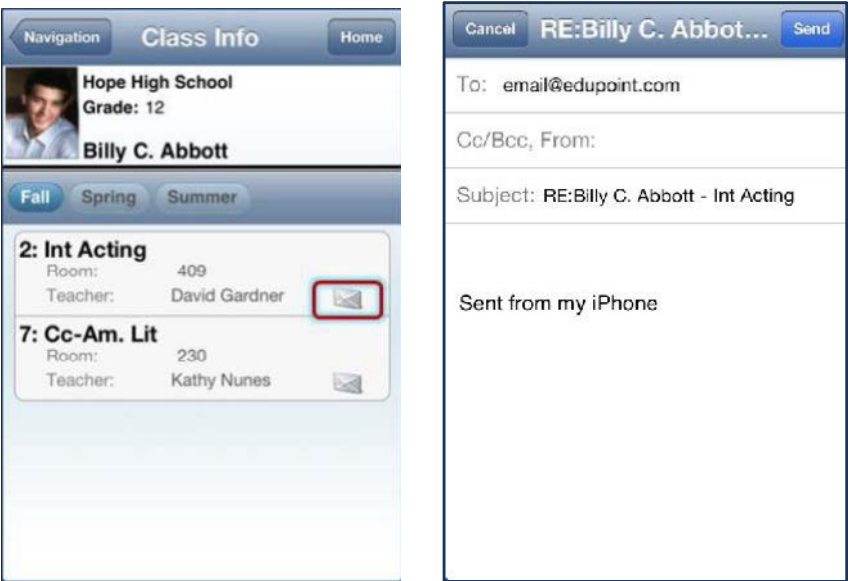 Navigation Class Info Home
Hope High School
Grade: 12
Billy C. Abbott
Fall Spring Summer
2: Int Acting
Room: 409
Teacher: David Gardner
7: Cc-Am. Lit
Room: 230
Teacher: Kathy Nunes
Cancel RE:Billy C. Abbot... Send
To: email@edupoint.com
Cc/Bcc, From:
Subject: RE:Billy C. Abbott - Int Acting
Sent from my iPhone